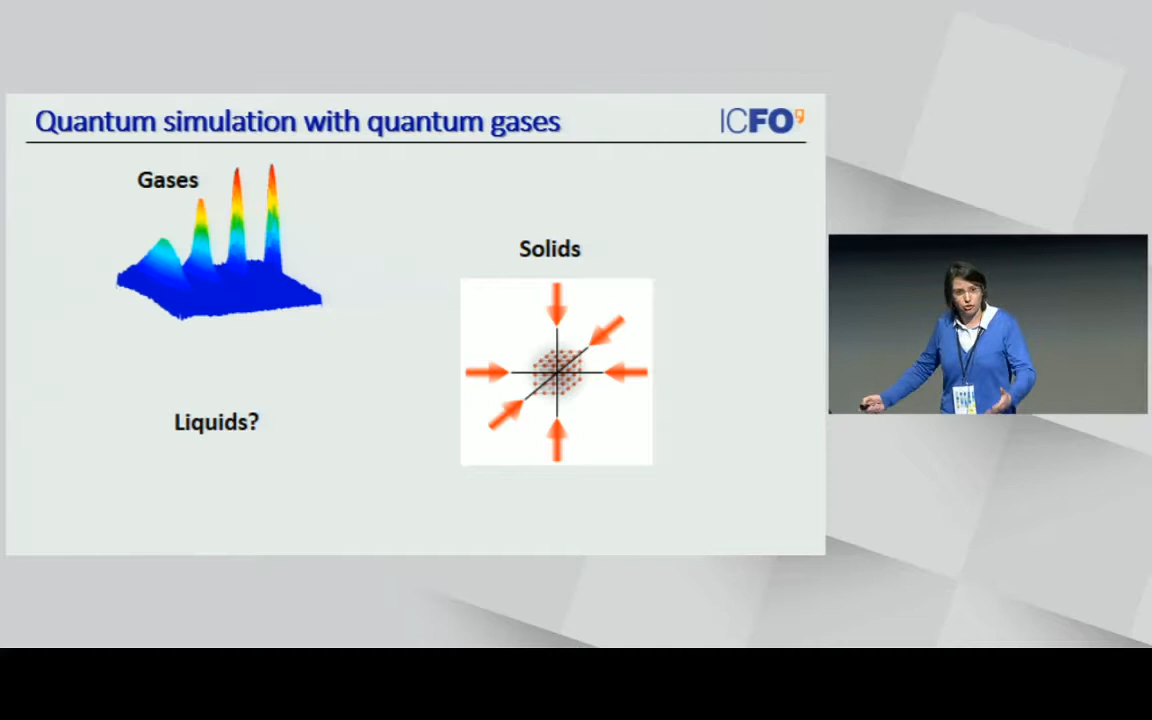 Quantum simulation with quantum gases
ICFO
Gases
Solids
Liquids?